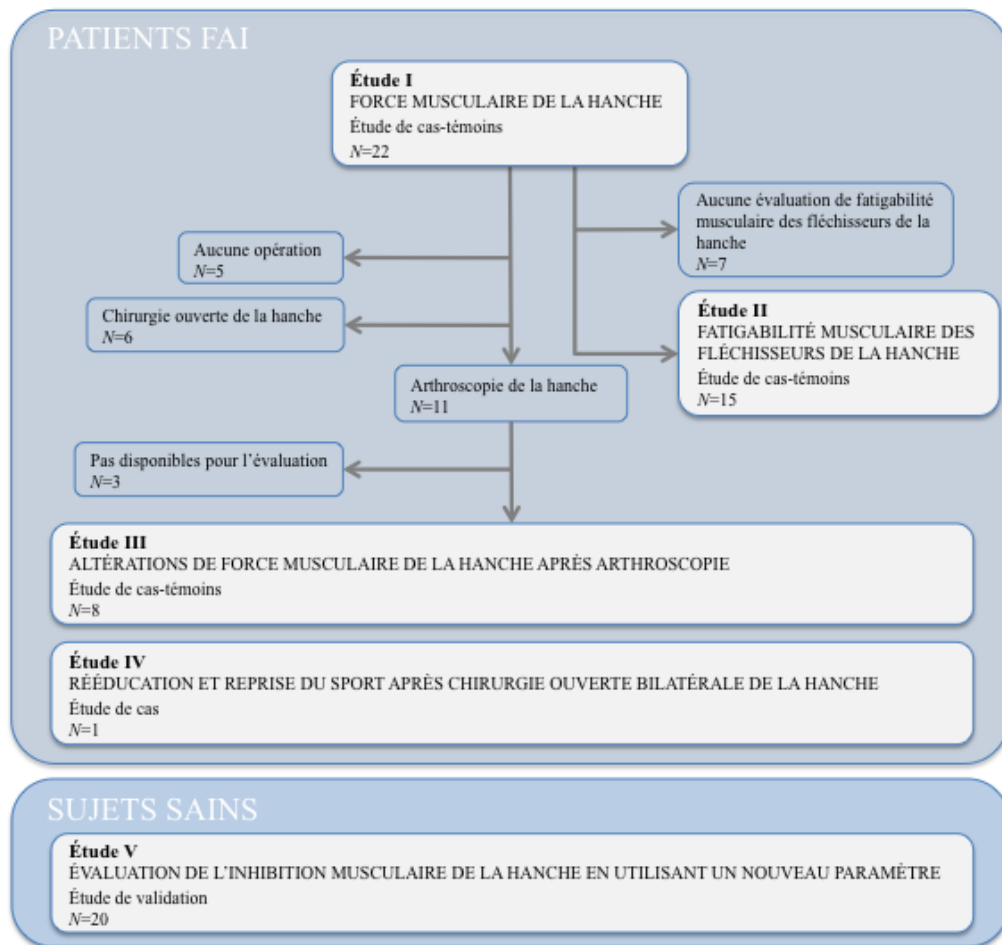 PATIENTS FAI
Étude I
FORCE MUSCULAIRE DE LA HANCHE
Étude de cas-témoins
N=22
Aucune évaluation de fatigabilité
musculaire des fléchisseurs de la
hanche
N=7
Aucune opération
N=5
Chirurgie ouverte de la hanche
N=6
Étude II
FATIGABILITÉ MUSCULAIRE DES
FLÉCHISSEURS DE LA HANCHE
Étude de cas-témoins
N=15
Arthroscopie de la hanche
N=11
Pas disponibles pour l'évaluation
N=3
Étude III
ALTÉRATIONS DE FORCE MUSCULAIRE DE LA HANCHE APRÈS ARTHROSCOPIE
Étude de cas-témoins
N=8
Étude IV
RÉÉDUCATION ET REPRISE DU SPORT APRÈS CHIRURGIE OUVERTE BILATÉRALE DE LA HANCHE
Étude de cas
N=1
SUJETS SAINS
Étude V
ÉVALUATION DE L'INHIBITION MUSCULAIRE DE LA HANCHE EN UTILISANT UN NOUVEAU PARAMÈTRE
Étude de validation
N=20